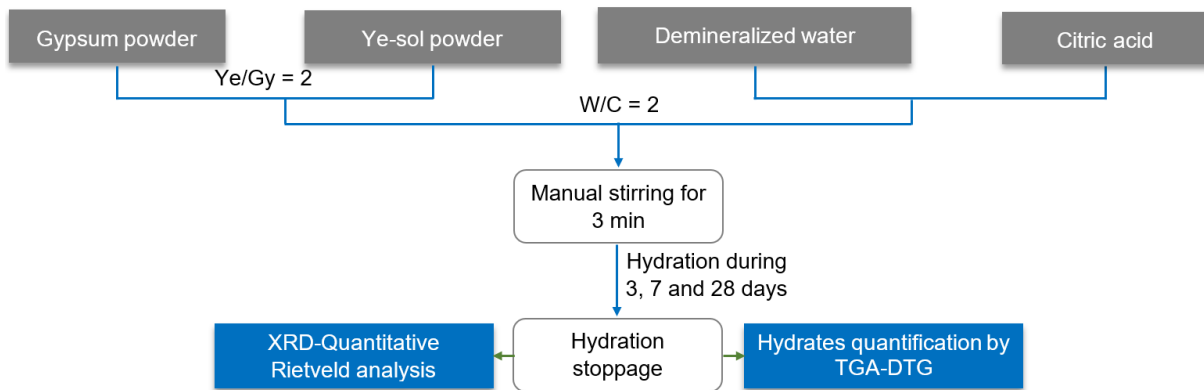 Gypsum powder
Ye-sol powder
Demineralized water
Citric acid
Ye/Gy = 2
W/C = 2
Manual stirring for
3 min
Hydration during
3, 7 and 28 days
XRD-Quantitative
Rietveld analysis
Hydration
stoppage
Hydrates quantification by
TGA-DTG